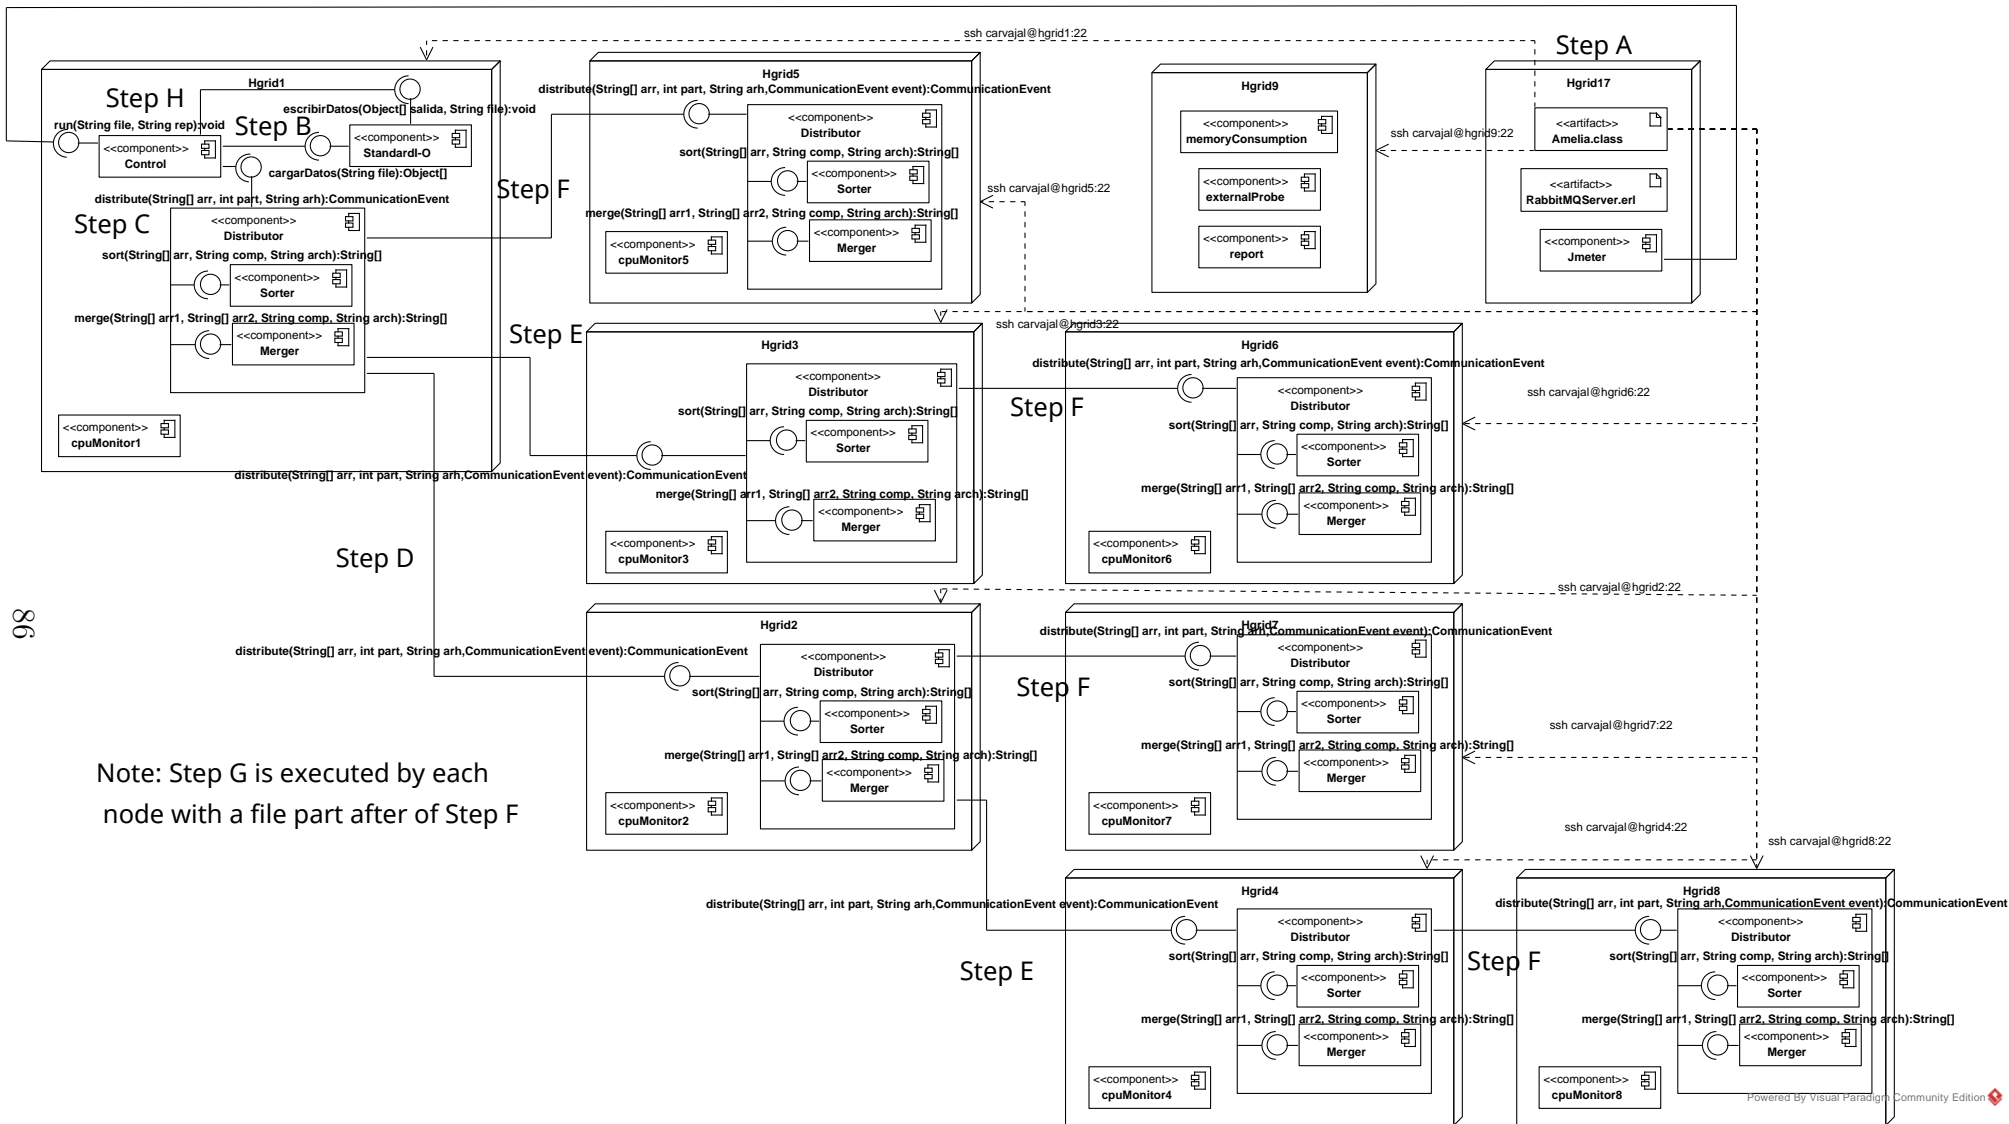 ssh carvajal@hgrid1:22
Step A
Hgrid1
Step H
escribirDatos(Object[] salida, String file):void
run(String file, String rep):void
Step B
<<component>>
Control
<<component>>
StandardI-O
cargarDatos(String file):Object[]
distribute(String[] arr, int part, String arh):CommunicationEvent
Step C
<<component>>
Distributor
sort(String[] arr, String comp, String arch):String[]
<<component>>
Sorter
merge(String[] arr1, String[] arr2, String comp, String arch):String[]
<<component>>
Merger
<<component>>
cpuMonitor1
Hgrid5
distribute(String[] arr, int part, String arh,CommunicationEvent event):CommunicationEvent
<<component>>
Distributor
sort(String[] arr, String comp, String arch):String[]
Step F
<<component>>
Sorter
merge(String[] arr1, String[] arr2, String comp, String arch):String[]
<<component>>
Merger
<<component>>
cpuMonitor5
ssh carvajal@hgrid5:22
Hgrid9
<<component>>
memoryConsumption
<<component>>
externalProbe
<<component>>
report
ssh carvajal@hgrid9:22
Hgrid17
<<artifact>>
Amelia.class
<<artifact>>
RabbitMQServer.erl
<<component>>
Jmeter
ssh carvajal@hgrid3:22
Step E
Hgrid3
<<component>>
Distributor
sort(String[] arr, String comp, String arch):String[]
<<component>>
Sorter
distribute(String[] arr, int part, String arh,CommunicationEvent event):CommunicationEvent
merge(String[] arr1, String[] arr2, String comp, String arch):String[]
<<component>>
Merger
<<component>>
cpuMonitor3
Hgrid6
distribute(String[] arr, int part, String arh,CommunicationEvent event):CommunicationEvent
Step F
<<component>>
Distributor
sort(String[] arr, String comp, String arch):String[]
<<component>>
Sorter
merge(String[] arr1, String[] arr2, String comp, String arch):String[]
<<component>>
Merger
<<component>>
cpuMonitor6
ssh carvajal@hgrid6:22
Step D
ssh carvajal@hgrid2:22
Hgrid2
distribute(String[] arr, int part, String arh,CommunicationEvent event):CommunicationEvent
<<component>>
Distributor
sort(String[] arr, String comp, String arch):String[]
<<component>>
Sorter
merge(String[] arr1, String[] arr2, String comp, String arch):String[]
<<component>>
Merger
<<component>>
cpuMonitor2
Hgrid7
distribute(String[] arr, int part, String arh,CommunicationEvent event):CommunicationEvent
<<component>>
Distributor
Step F
sort(String[] arr, String comp, String arch):String[]
<<component>>
Sorter
merge(String[] arr1, String[] arr2, String comp, String arch):String[]
<<component>>
Merger
<<component>>
cpuMonitor7
ssh carvajal@hgrid7:22
86
Note: Step G is executed by each
node with a file part after of Step F
ssh carvajal@hgrid4:22
ssh carvajal@hgrid8:22
Hgrid4
distribute(String[] arr, int part, String arh,CommunicationEvent event):CommunicationEvent
<<component>>
Distributor
Step E
sort(String[] arr, String comp, String arch):String[]
<<component>>
Sorter
merge(String[] arr1, String[] arr2, String comp, String arch):String[]
<<component>>
Merger
<<component>>
cpuMonitor4
Hgrid8
distribute(String[] arr, int part, String arh,CommunicationEvent event):CommunicationEvent
<<component>>
Distributor
Step F
sort(String[] arr, String comp, String arch):String[]
<<component>>
Sorter
merge(String[] arr1, String[] arr2, String comp, String arch):String[]
<<component>>
Merger
<<component>>
cpuMonitor8
Powered By Visual Paradigm Community Edition